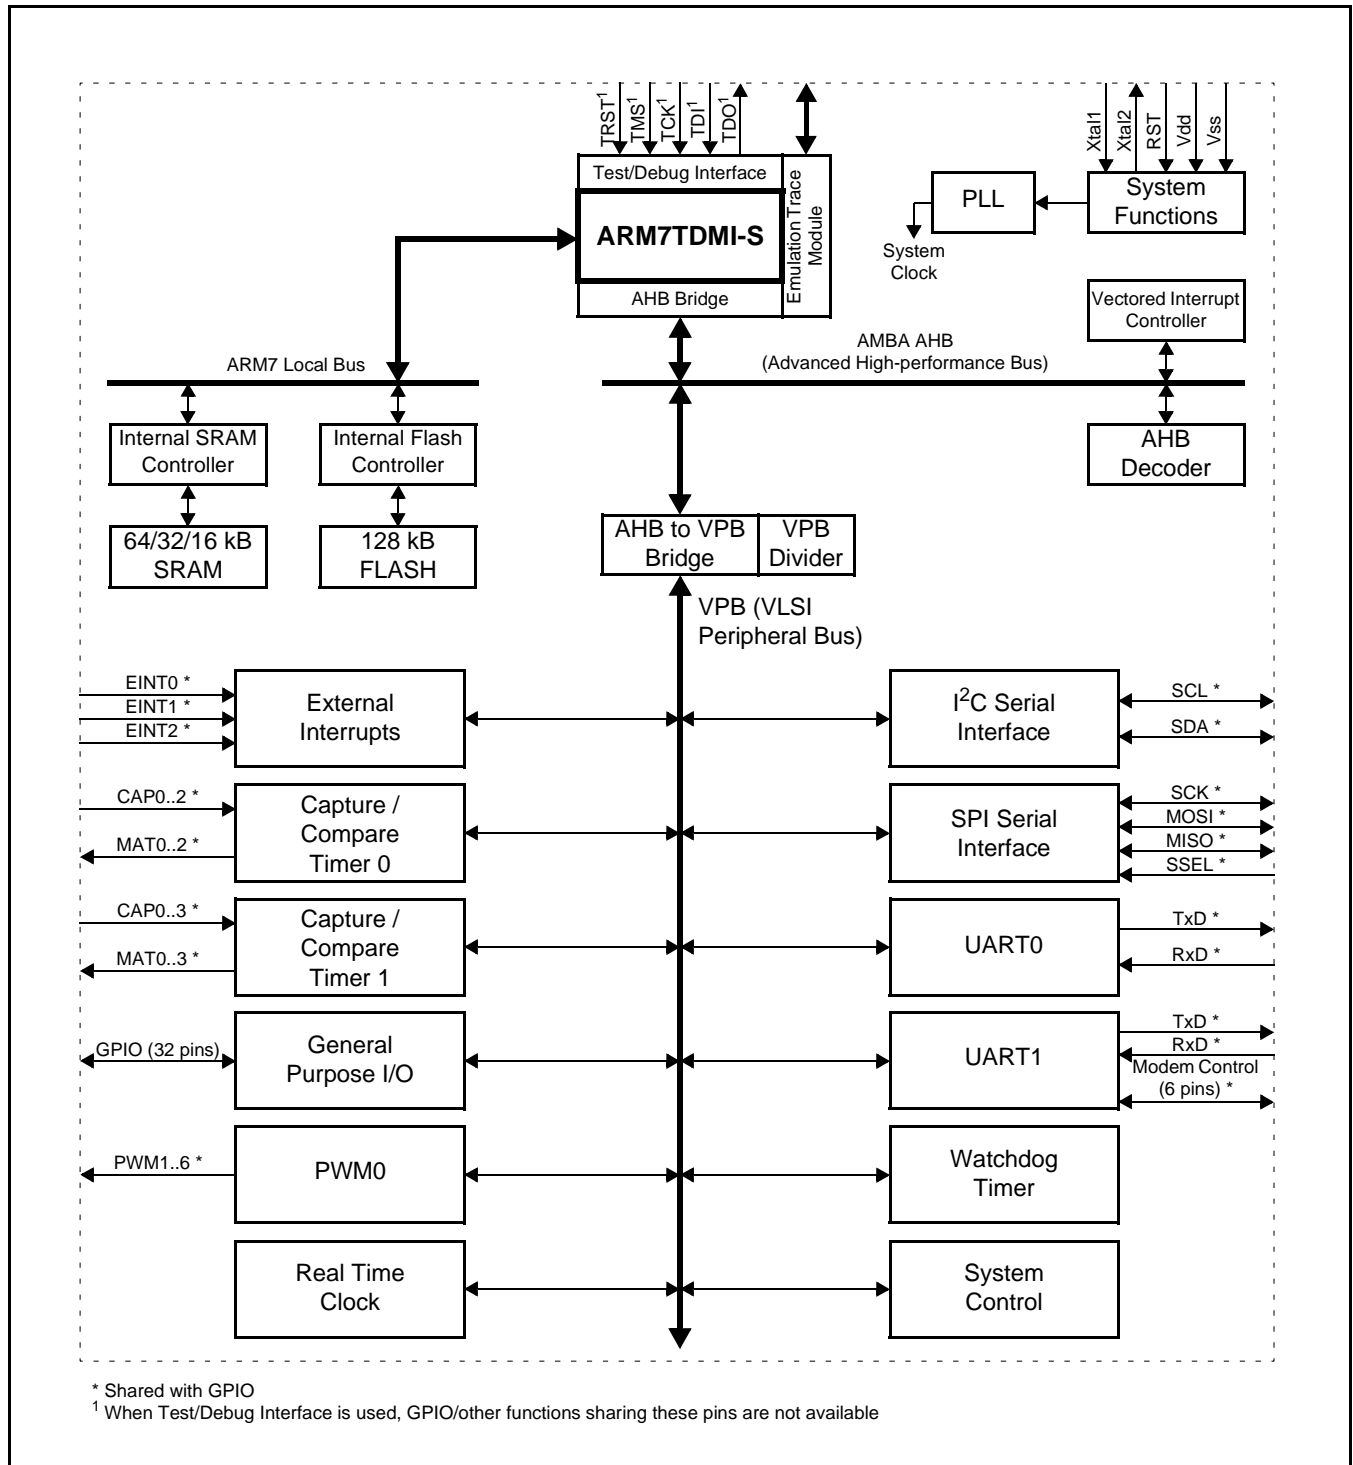 TRST1
TMS1
TCK1
TDI1
TDO1
Xtal1
Xtal2
RST
Vdd
Vss
Test/Debug Interface
ARM7TDMI-S
AHB Bridge
Emulation Trace
Module
PLL
System
Functions
System
Clock
Vectored Interrupt
Controller
ARM7 Local Bus
AMBA AHB
(Advanced High-performance Bus)
Internal SRAM
Controller
Internal Flash
Controller
AHB
Decoder
64/32/16 kB
SRAM
128 kB
FLASH
AHB to VPB
Bridge
VPB
Divider
VPB (VLSI
Peripheral Bus)
EINT0 *
EINT1 *
EINT2 *
External
Interrupts
I2C Serial
Interface
SCL *
SDA *
CAP0..2 *
MAT0..2 *
Capture /
Compare
Timer 0
SPI Serial
Interface
SCK *
MOSI *
MISO *
SSEL *
CAP0..3 *
MAT0..3 *
Capture /
Compare
Timer 1
UART0
TxD *
RxD *
GPIO (32 pins)
General
Purpose I/O
UART1
TxD *
RxD *
Modem Control
(6 pins) *
PWM1..6 *
PWM0
Watchdog
Timer
Real Time
Clock
System
Control
* Shared with GPIO
1 When Test/Debug Interface is used, GPIO/other functions sharing these pins are not available